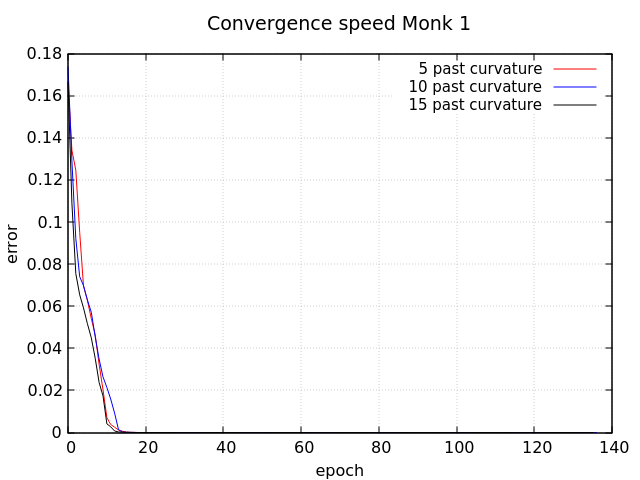 Convergence speed Monk 1
0.18
0.16
0.14
0.12
0.1
0.08
0.06
0.04
0.02
0
error
5 past curvature
10 past curvature
15 past curvature
0 20 40 60 80 100 120 140
epoch